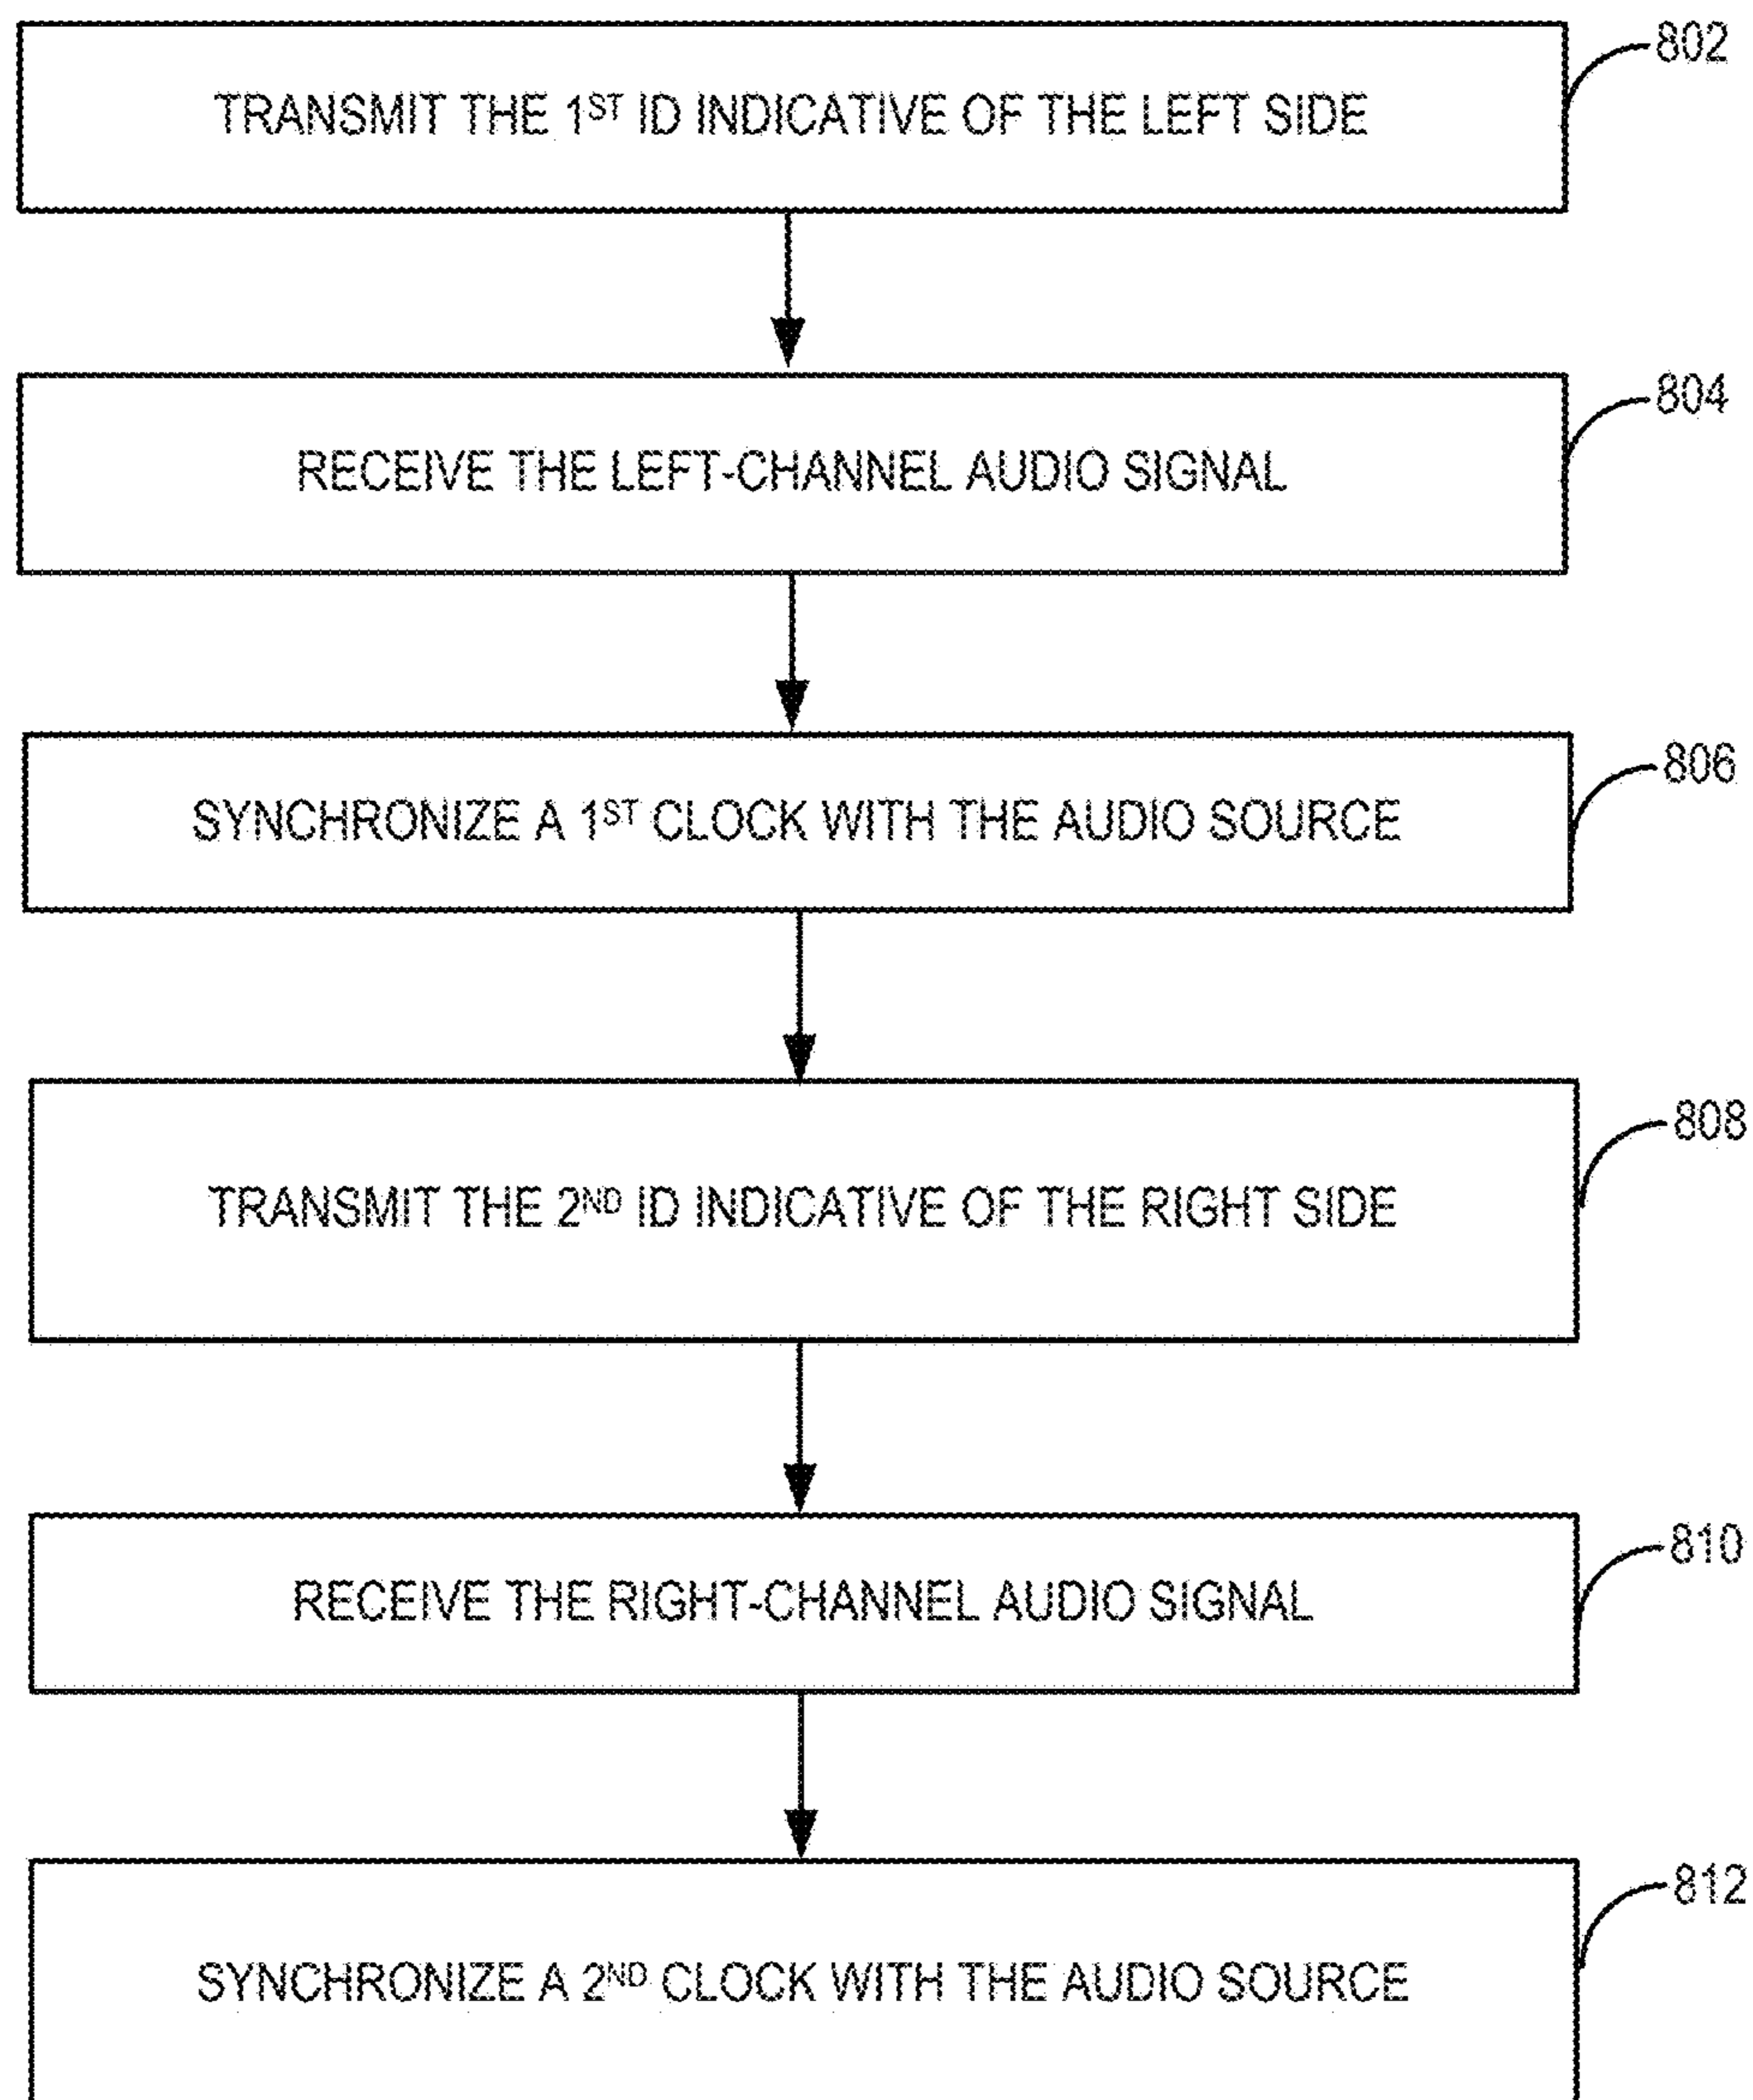 802
TRANSMIT THE 1ST ID INDICATIVE OF THE LEFT SIDE
804
RECEIVE THE LEFT-CHANNEL AUDIO SIGNAL
806
SYNCHRONIZE A 1ST CLOCK WITH THE AUDIO SOURCE
808
TRANSMIT THE 2ND ID INDICATIVE OF THE RIGHT SIDE
810
RECEIVE THE RIGHT-CHANNEL AUDIO SIGNAL
812
SYNCHRONIZE A 2ND CLOCK WITH THE AUDIO SOURCE